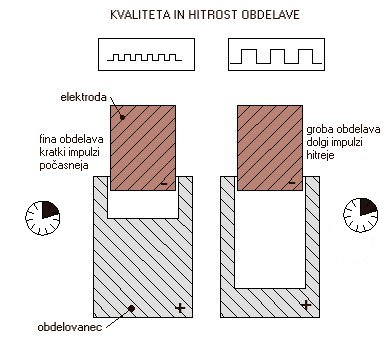 KVALITETA IN HITROST OBDELAVE
elektroda
fina obdelava
kratki impulzi
počasneja
groba obdelava
dolgi impulzi
hitreje
-
-
+
+
obdelovanec